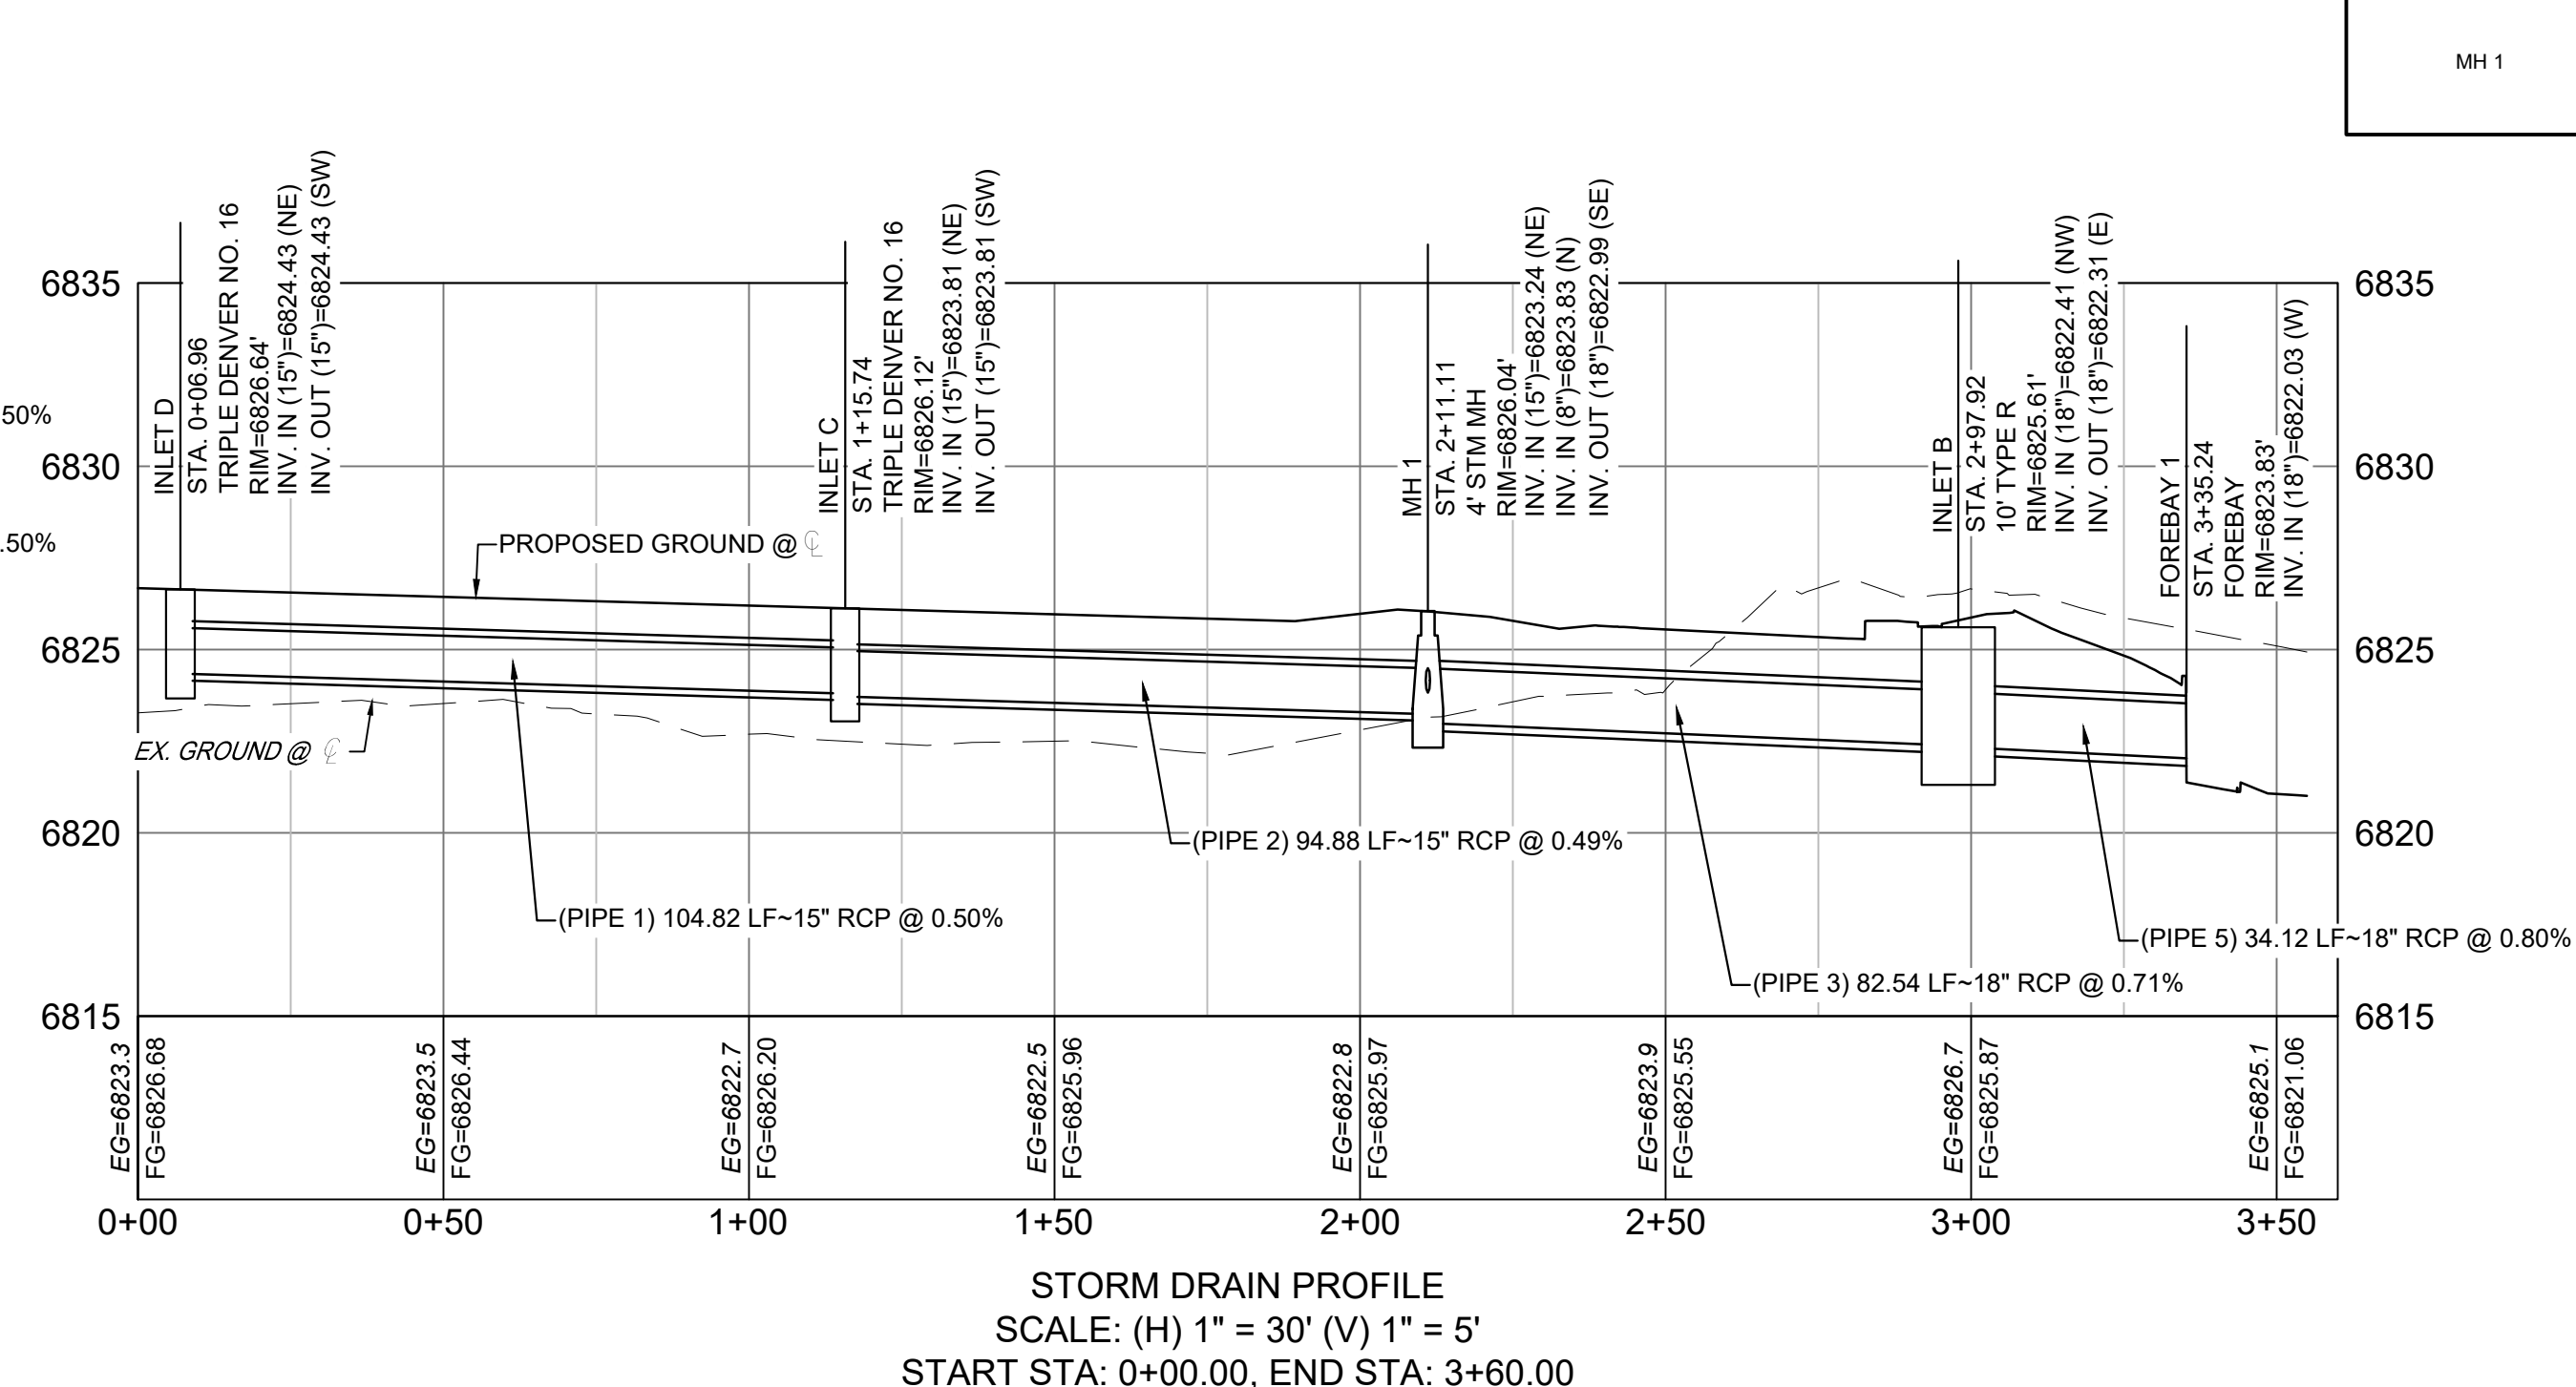 MH 1
50%
.50%
INLET D
STA. 0+06.96
TRIPLE DENVER NO. 16
RIM=6826.64'
INV. IN (15")=6824.43 (NE)
INV. OUT (15")=6824.43 (SW)
INLET C
STA. 1+15.74
TRIPLE DENVER NO. 16
RIM=6826.12'
INV. IN (15")=6823.81 (NE)
INV. OUT (15")=6823.81 (SW)
MH 1
STA. 2+11.11
4' STM MH
RIM=6826.04'
INV. IN (15")=6823.24 (NE)
INV. IN (8")=6823.83 (N)
INV. OUT (18")=6822.99 (SE)
INLET B
STA. 2+97.92
10' TYPE R
RIM=6825.61'
INV. IN (18")=6822.41 (NW)
INV. OUT (18")=6822.31 (E)
FOREBAY 1
STA. 3+35.24
FOREBAY
RIM=6823.83'
INV. IN (18")=6822.03 (W)
6835
6830
6825
6820
6815
6835
6830
6825
6820
6815
PROPOSED GROUND @ ℄
EX. GROUND @ ℄
(PIPE 2) 94.88 LF~15" RCP @ 0.49%
(PIPE 1) 104.82 LF~15" RCP @ 0.50%
(PIPE 5) 34.12 LF~18" RCP @ 0.80%
(PIPE 3) 82.54 LF~18" RCP @ 0.71%
EG=6823.3
FG=6826.68
EG=6823.5
FG=6826.44
EG=6822.7
FG=6826.20
EG=6822.5
FG=6825.96
EG=6822.8
FG=6825.97
EG=6823.9
FG=6825.55
EG=6826.7
FG=6825.87
EG=6825.1
FG=6821.06
0+00
0+50
1+00
1+50
2+00
2+50
3+00
3+50
STORM DRAIN PROFILE
SCALE: (H) 1" = 30' (V) 1" = 5'
START STA: 0+00.00, END STA: 3+60.00